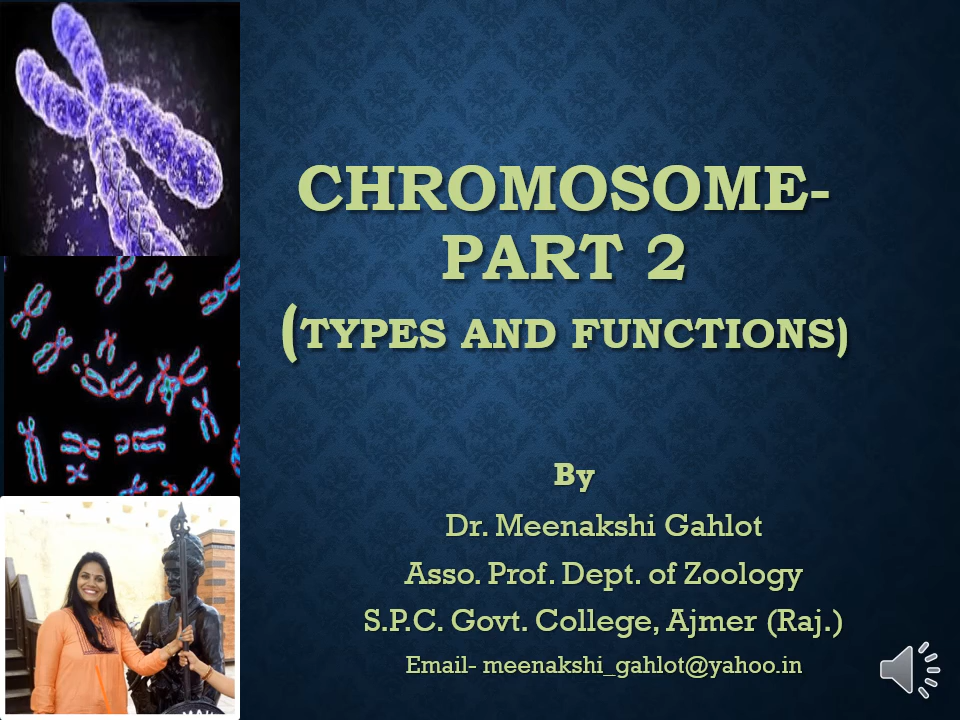 CHROMOSOME-
PART 2
(TYPES AND FUNCTIONS)
By
Dr. Meenakshi Gahlot
Asso. Prof. Dept. of Zoology
S.P.C. Govt. College, Ajmer (Raj.)
Email- meenakshi_gahlot@yahoo.in